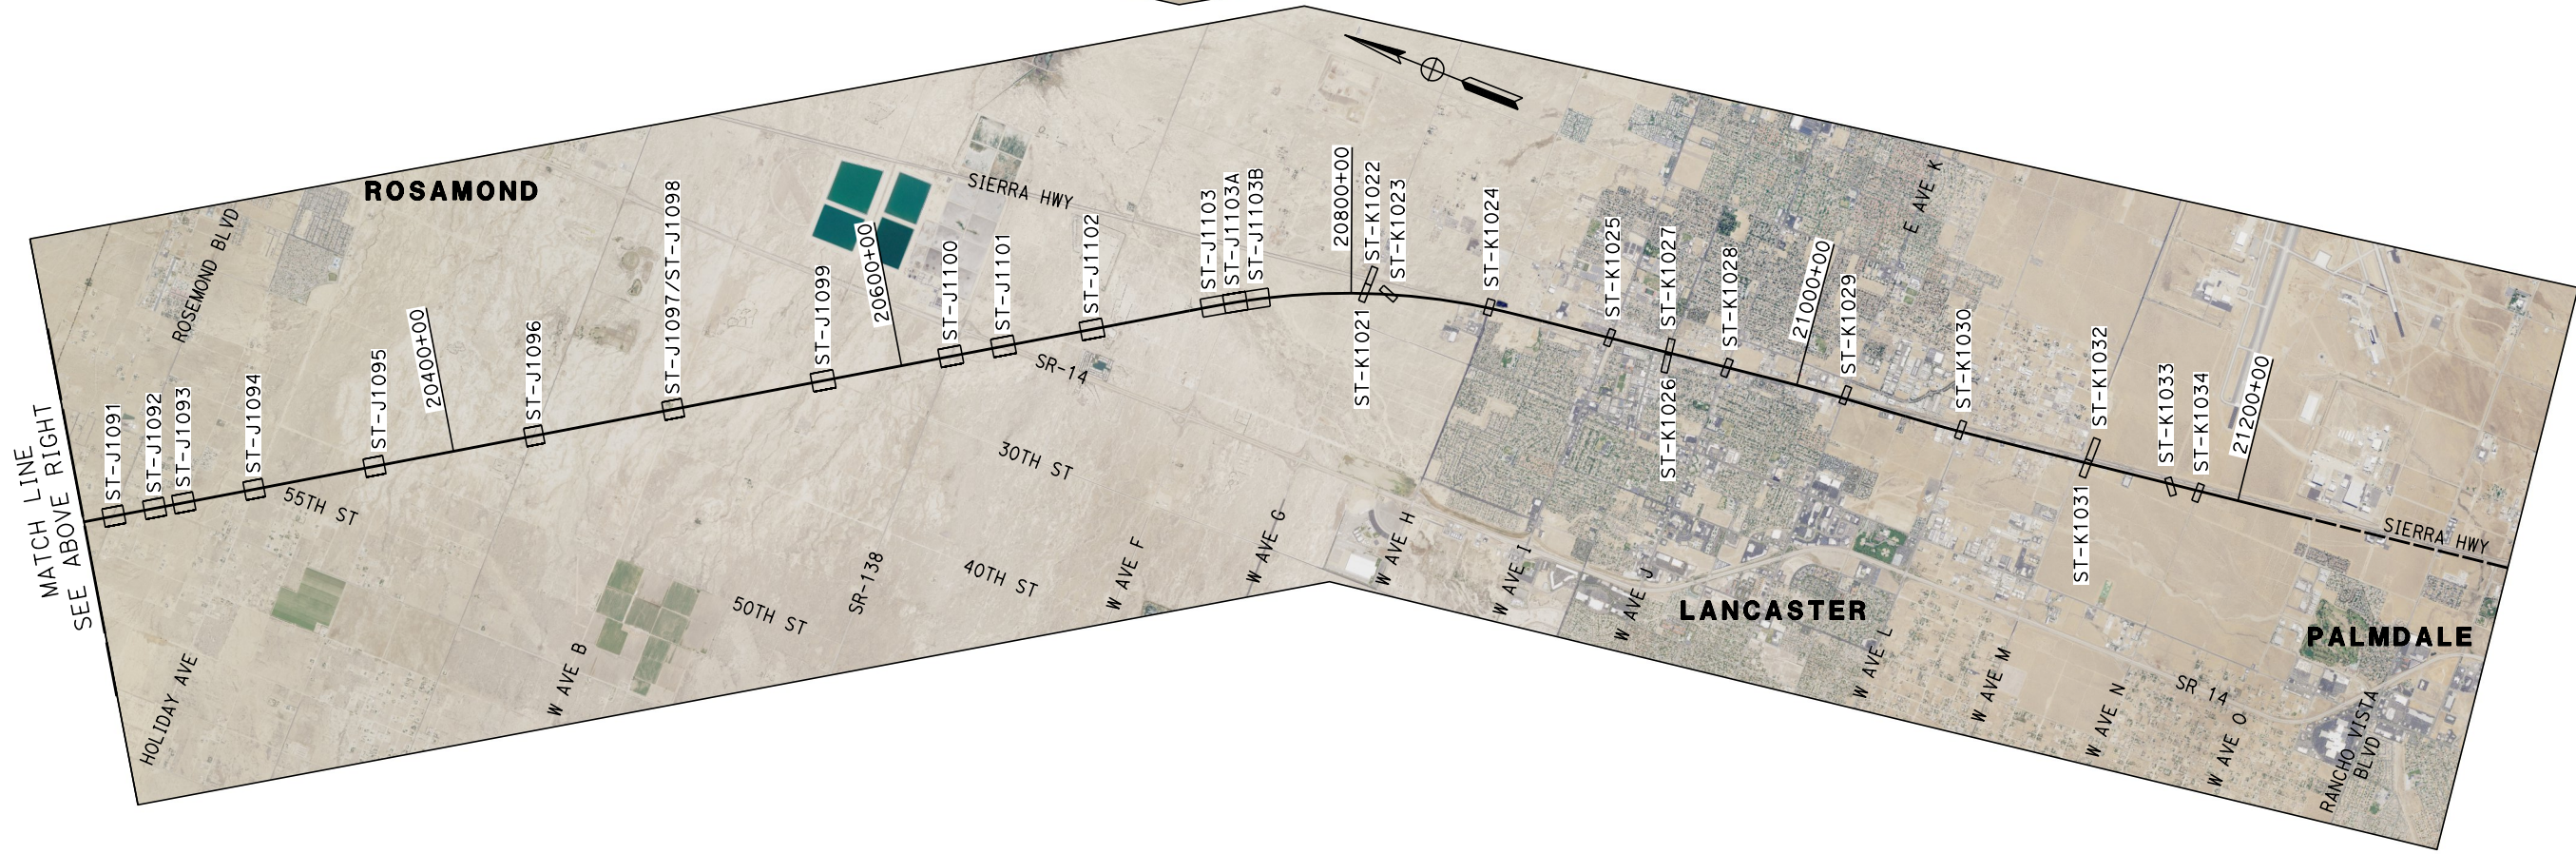 ROSAMOND
ROSEMOND BLVD
MATCH LINE
SEE ABOVE RIGHT
ST-J1091
ST-J1092
ST-J1093
ST-J1094
ST-J1095
20400+00
ST-J1096
ST-J1097/ST-J1098
ST-J1099
20600+00
ST-J1100
ST-J1101
ST-J1102
ST-J1103
ST-J1103A
ST-J1103B
20800+00
ST-K1021
ST-K1022
ST-K1023
ST-K1024
ST-K1025
ST-K1026
ST-K1027
ST-K1028
21000+00
ST-K1029
ST-K1030
ST-K1031
ST-K1032
ST-K1033
ST-K1034
21200+00
SIERRA HWY
SR-14
E AVE K
SIERRA HWY
55TH ST
30TH ST
40TH ST
50TH ST
HOLIDAY AVE
W AVE B
SR-138
W AVE F
W AVE G
W AVE H
W AVE I
W AVE J
LANCASTER
W AVE L
W AVE M
W AVE N
SR 14
W AVE O
PALMDALE
RANCHO VISTA
BLVD